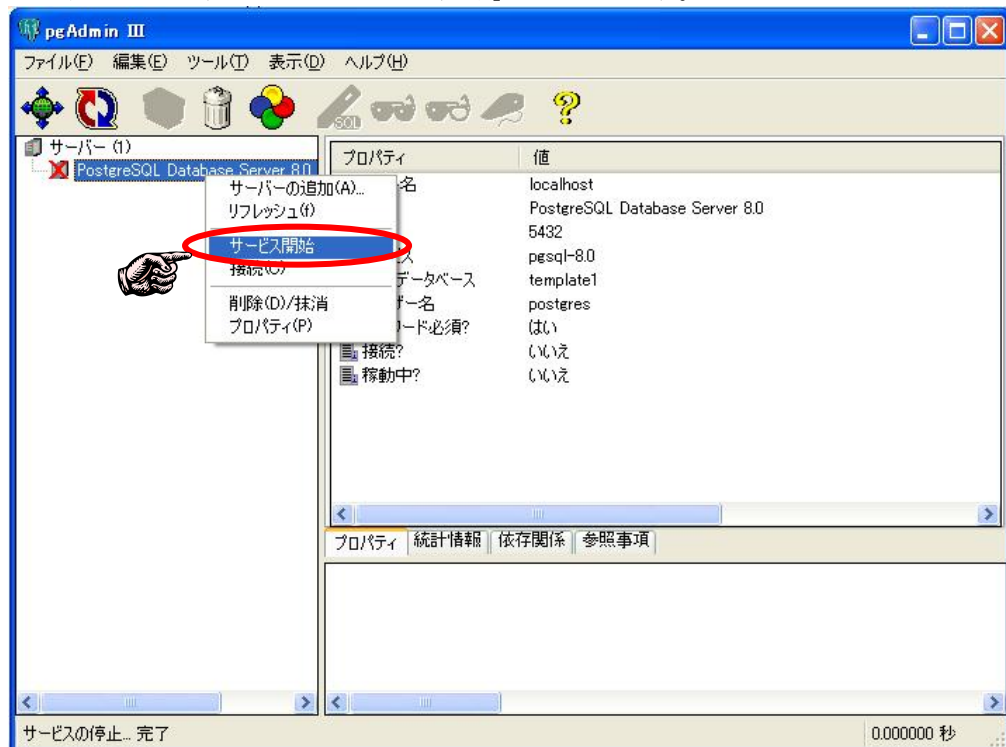 pgAdmin III
ファイル(F) 編集(E) ツール(T) 表示(D) ヘルプ(H)
SQL
サーバー (1)
PostgreSQL Database Server 8.0
サーバーの追加(A)...
リフレッシュ(f)
サービス開始
接続(C)
削除(D)/抹消
プロパティ(P)
プロパティ 値
名 localhost
PostgreSQL Database Server 8.0
5432
ス pgsql-8.0
データベース template1
ザー名 postgres
ワード必須? はい
接続? いいえ
稼動中? いいえ
プロパティ 統計情報 依存関係 参照事項
サービスの停止... 完了 0.000000 秒